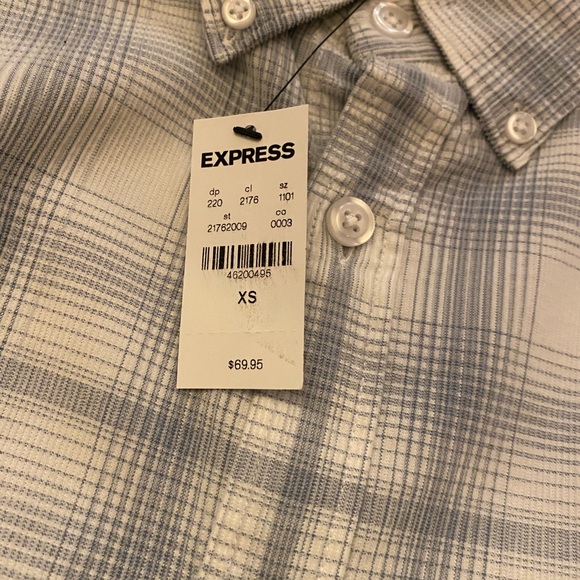 EXPRESS
dp cl sz
220 2176 1101
st co
21762009 0003
46200495
XS
$69.95